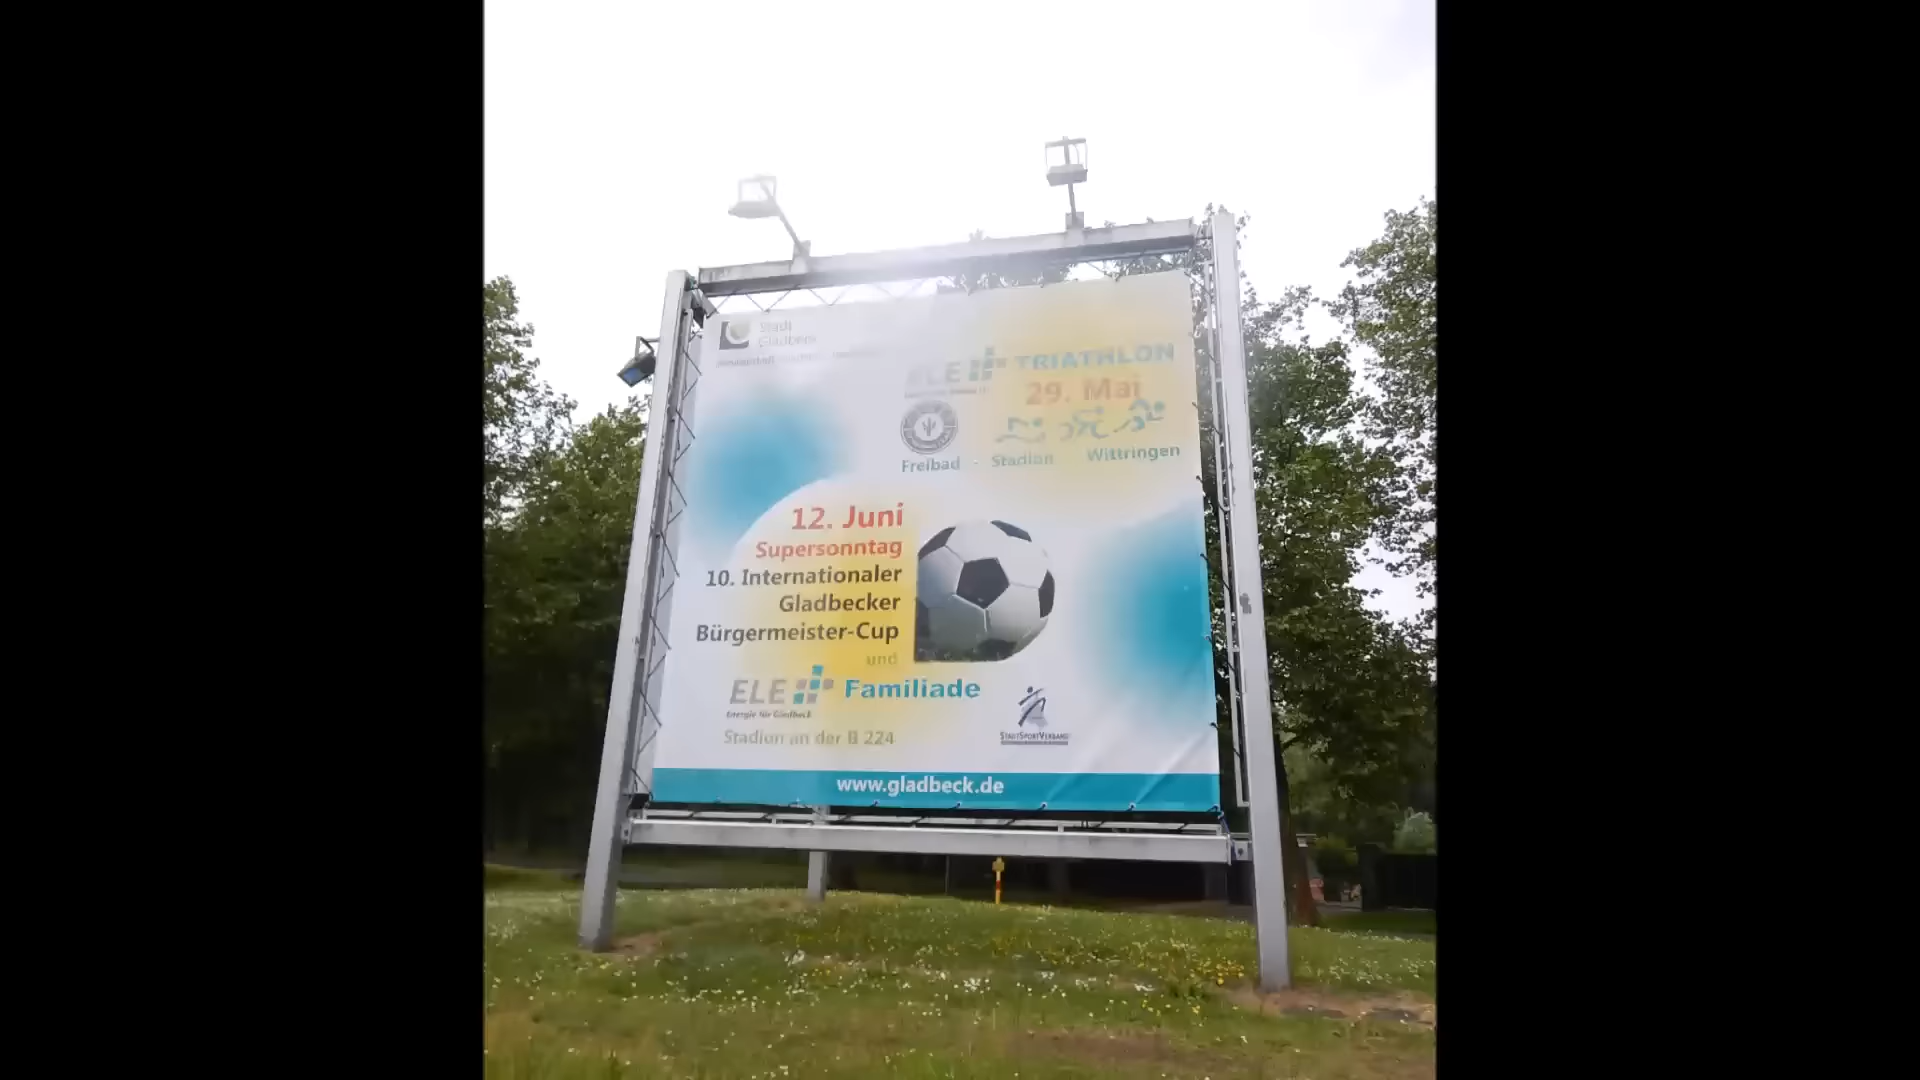 Stadt
Gladbeck
ELE TRIATHLON
29. Mai
Freibad - Stadion Wittringen
12. Juni
Supersonntag
10. Internationaler
Gladbecker
Bürgermeister-Cup
und
ELE Familiade
Energie für Gladbeck
Stadion an der B 224
STADTSPORTVERBAND
www.gladbeck.de